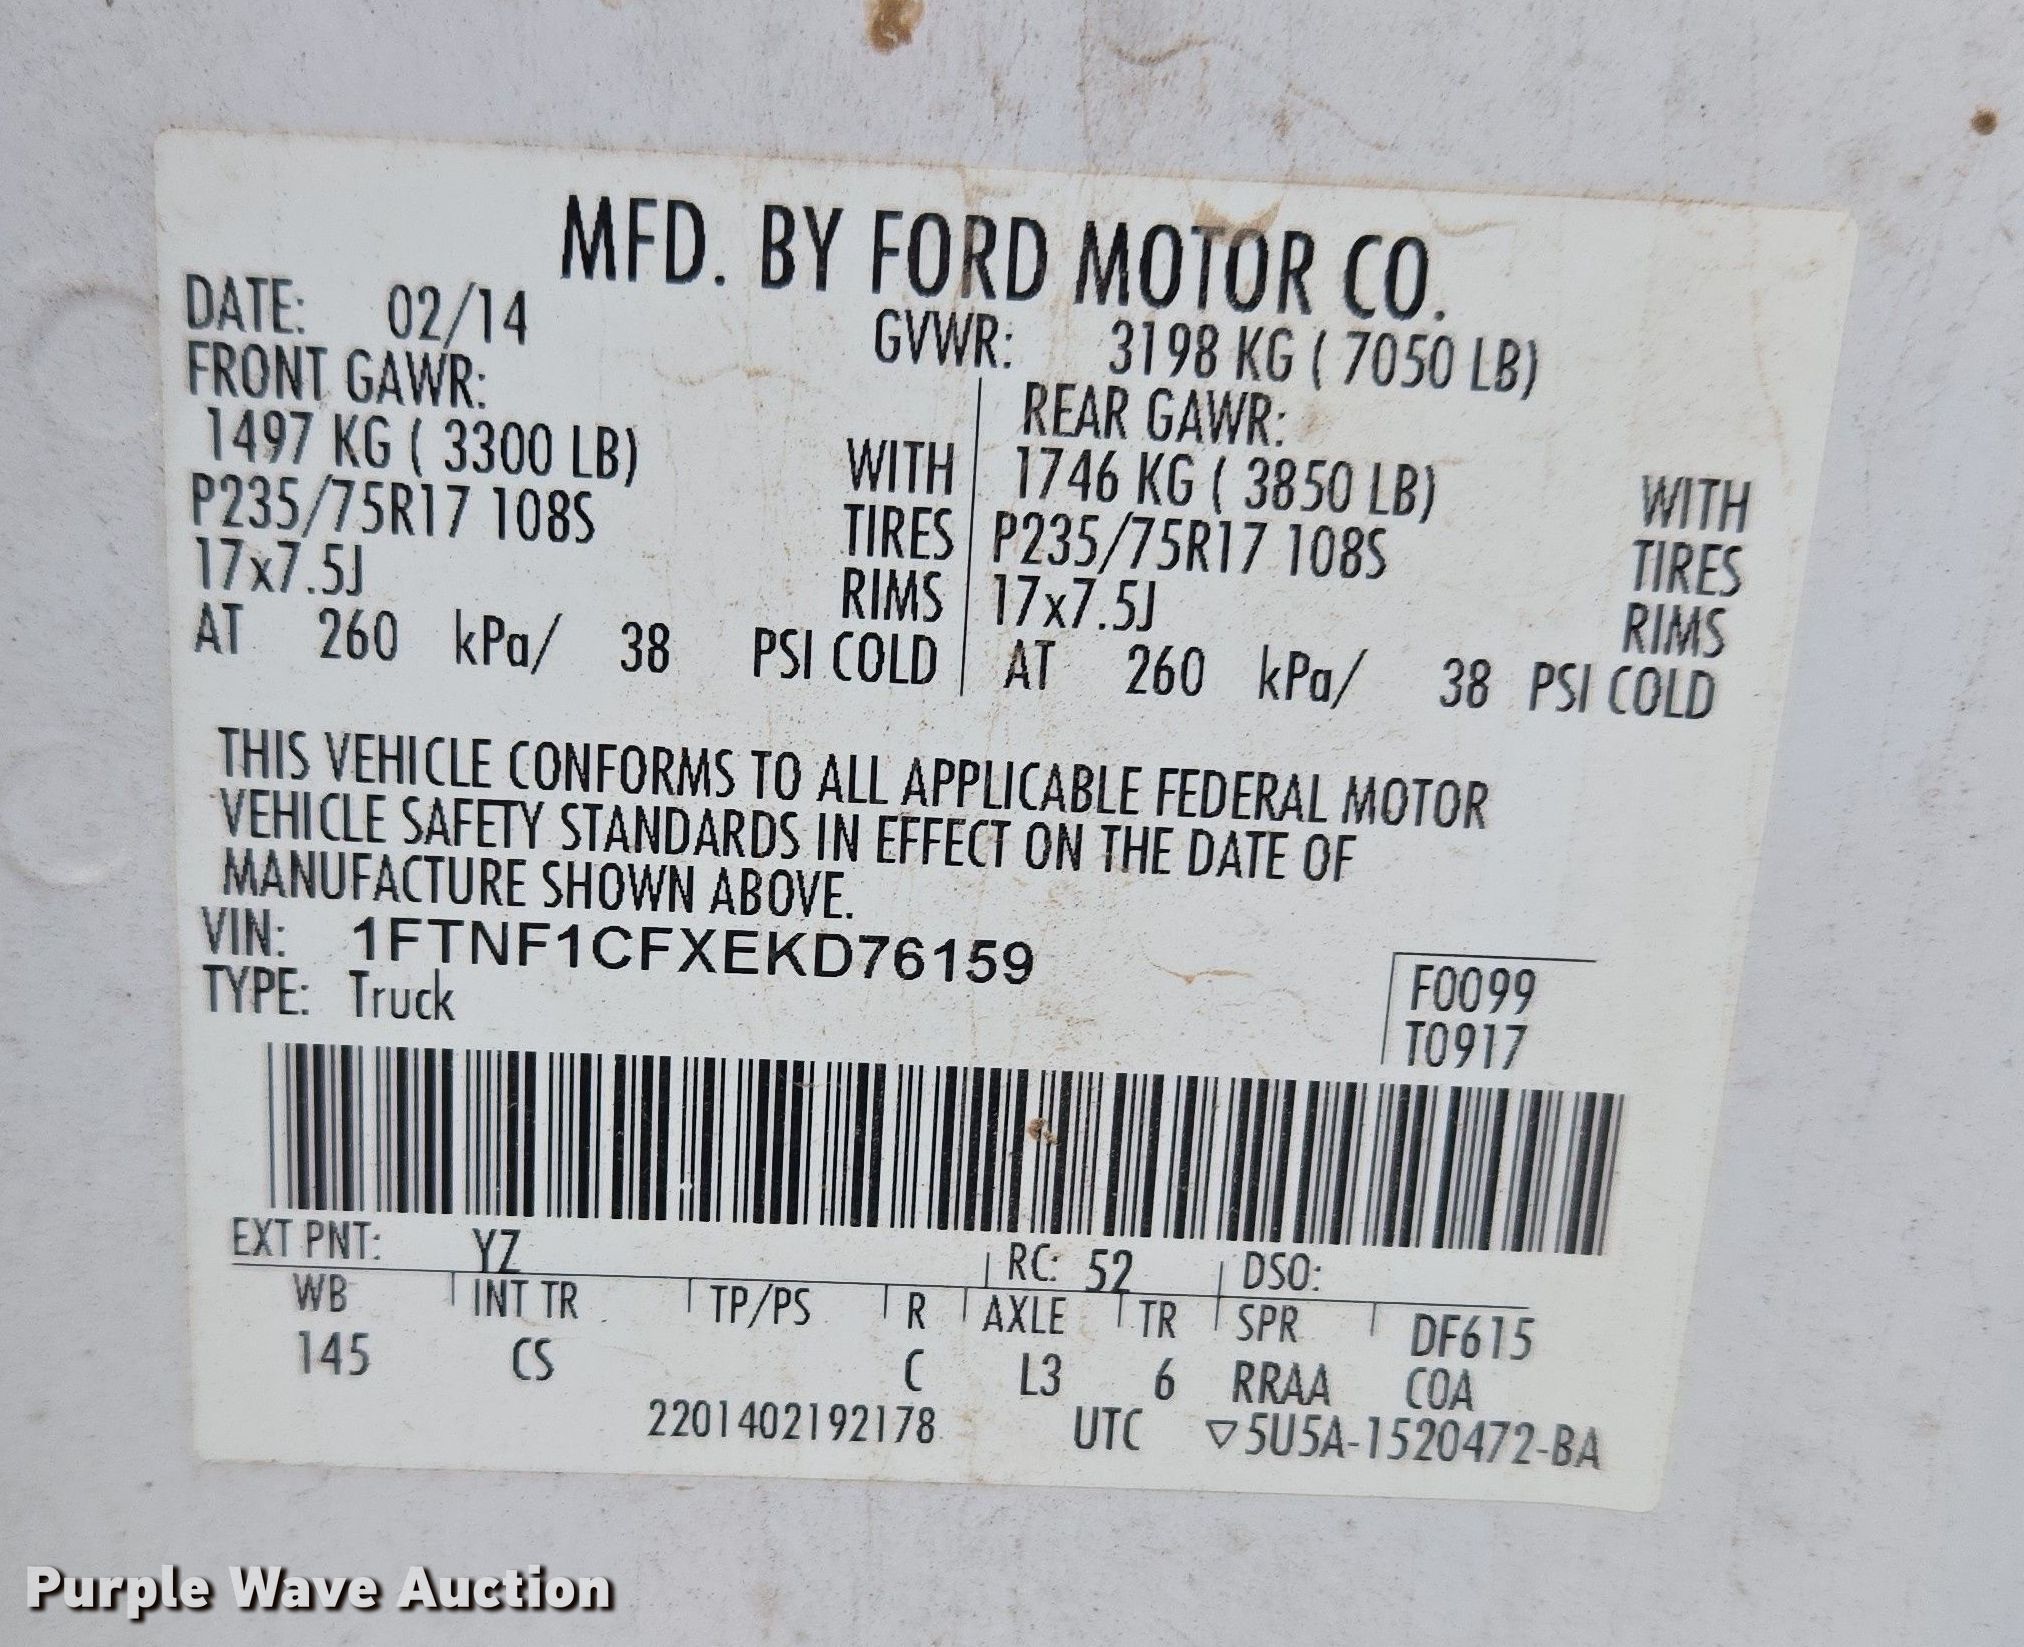 MFD. BY FORD MOTOR CO.
DATE: 02/14 GVWR: 3198 KG ( 7050 LB)
FRONT GAWR: REAR GAWR:
1497 KG ( 3300 LB) WITH 1746 KG ( 3850 LB) WITH
P235/75R17 108S TIRES P235/75R17 108S TIRES
17x7.5J RIMS 17x7.5J RIMS
AT 260 kPa/ 38 PSI COLD AT 260 kPa/ 38 PSI COLD
THIS VEHICLE CONFORMS TO ALL APPLICABLE FEDERAL MOTOR
VEHICLE SAFETY STANDARDS IN EFFECT ON THE DATE OF
MANUFACTURE SHOWN ABOVE.
VIN: 1FTNF1CFXEKD76159
TYPE: Truck
F0099
T0917
EXT PNT: YZ RC: 52 DSO:
WB INT TR TP/PS R AXLE TR SPR DF615
145 CS C L3 6 RRAA COA
2201402192178 UTC ▽5U5A-1520472-BA
Purple Wave Auction